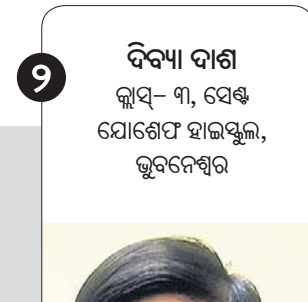 ୨
ଦିବ୍ୟା ଦାଶ
କ୍ଲାସ୍– ୩, ସେଣ୍ଟ
ଯୋଶେଫ ହାଇସ୍କୁଲ,
ଭୁବନେଶ୍ୱର